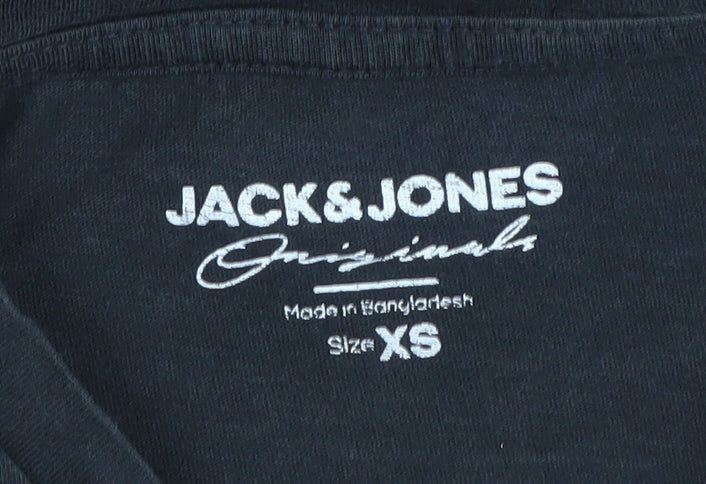 JACK&JONES
Originals
Made in Bangladesh
Size XS